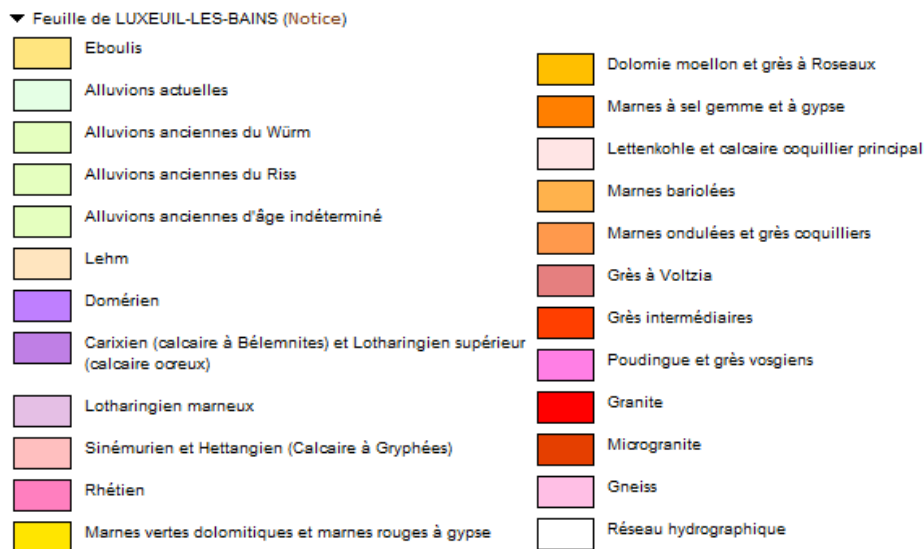 ▼ Feuille de LUXEUIL-LES-BAINS (Notice)
Eboulis
Alluvions actuelles
Alluvions anciennes du Würm
Alluvions anciennes du Riss
Alluvions anciennes d'âge indéterminé
Lehm
Domérien
Carixien (calcaire à Bélemnites) et Lotharingien supérieur
(calcaire ocreux)
Lotharingien marneux
Sinémurien et Hettangien (Calcaire à Gryphées)
Rhétien
Marnes vertes dolomitiques et marnes rouges à gypse
Dolomie moellon et grès à Roseaux
Marnes à sel gemme et à gypse
Lettenkohle et calcaire coquillier principal
Marnes bariolées
Marnes ondulées et grès coquilliers
Grès à Voltzia
Grès intermédiaires
Poudingue et grès vosgiens
Granite
Microgranite
Gneiss
Réseau hydrographique